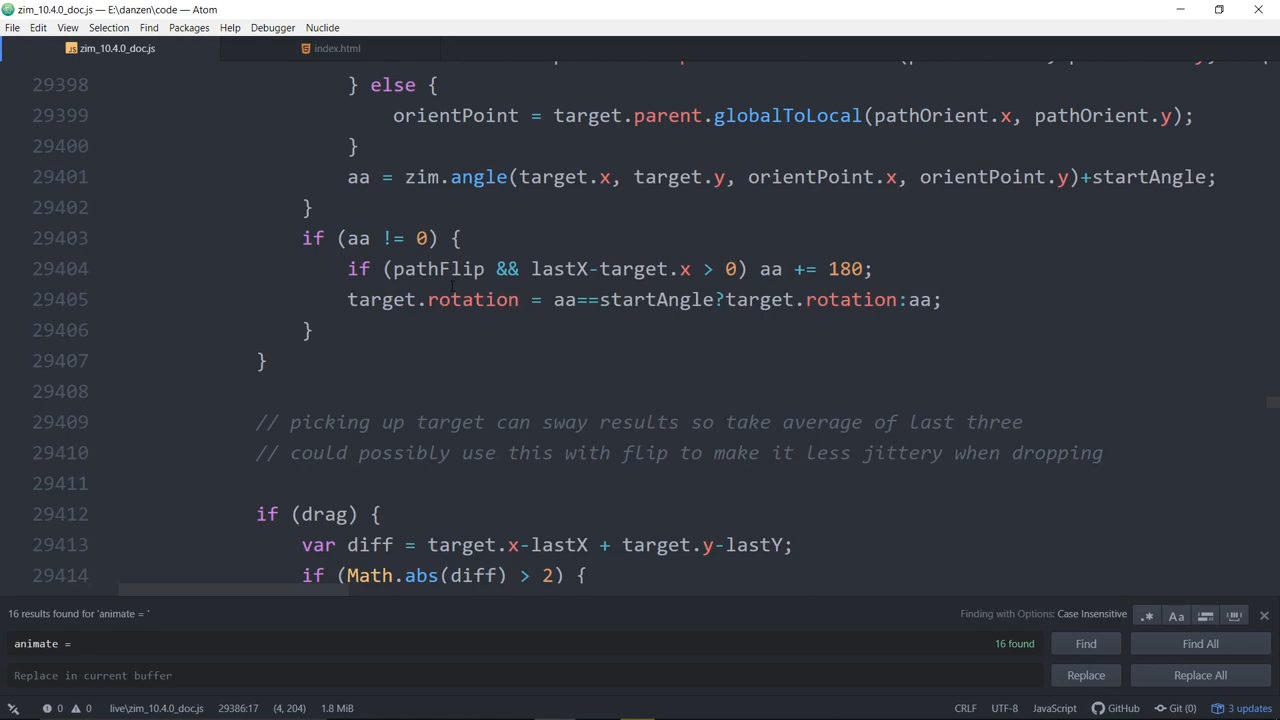 zim_10.4.0_doc.js — E:\danzen\code — Atom
File Edit View Selection Find Packages Help Debugger Nuclide
zim_10.4.0_doc.js index.html
29398 } else {
29399 orientPoint = target.parent.globalToLocal(pathOrient.x, pathOrient.y);
29400 }
29401 aa = zim.angle(target.x, target.y, orientPoint.x, orientPoint.y)+startAngle;
29402 }
29403 if (aa != 0) {
29404 if (pathFlip && lastX-target.x > 0) aa += 180;
29405 target.rotation = aa==startAngle?target.rotation:aa;
29406 }
29407 }
29408
29409 // picking up target can sway results so take average of last three
29410 // could possibly use this with flip to make it less jittery when dropping
29411
29412 if (drag) {
29413 var diff = target.x-lastX + target.y-lastY;
29414 if (Math.abs(diff) > 2) {
16 results found for 'animate = ' Finding with Options: Case Insensitive .* Aa
animate = 16 found Find Find All
Replace in current buffer Replace Replace All
0 0 live\zim_10.4.0_doc.js 29386:17 (4, 204) 1.8 MiB CRLF UTF-8 JavaScript GitHub Git (0) 3 updates